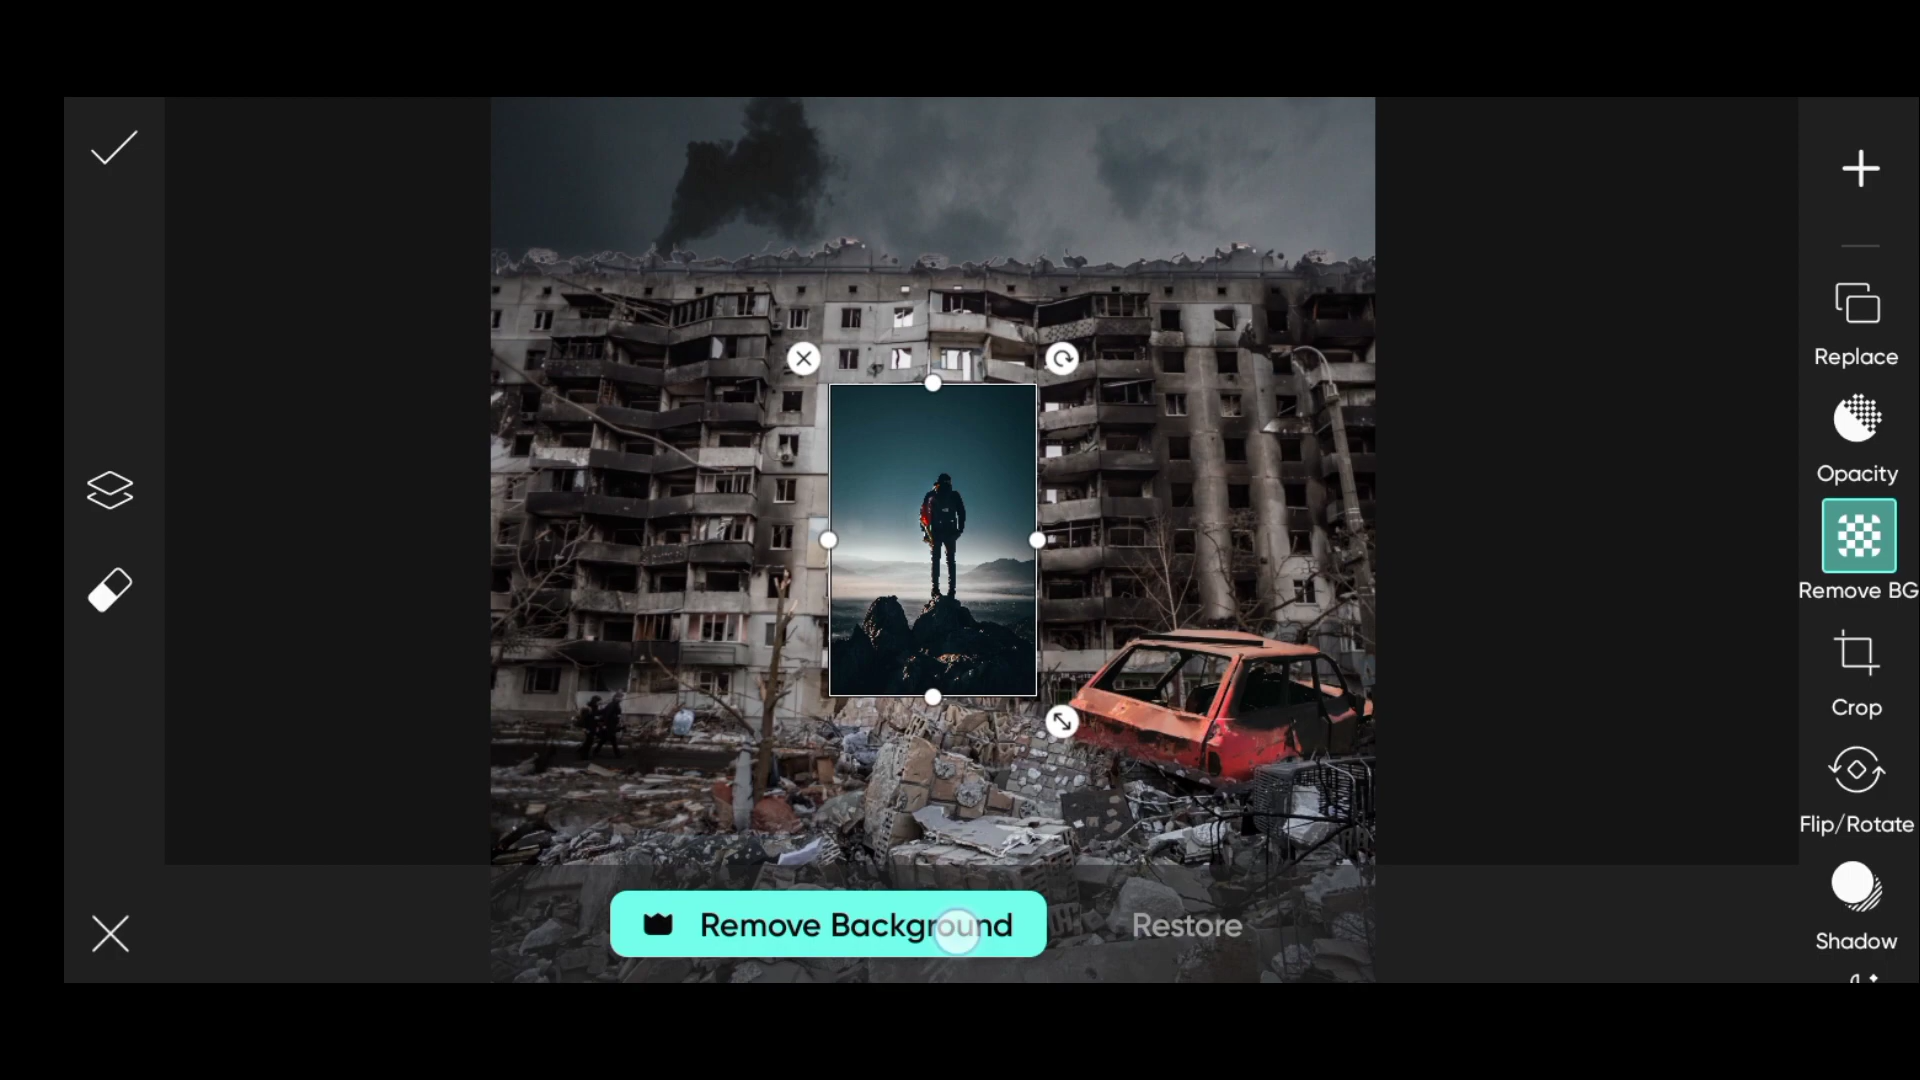 Replace
Opacity
Remove BG
Crop
Flip/Rotate
Shadow
Remove Background
Restore